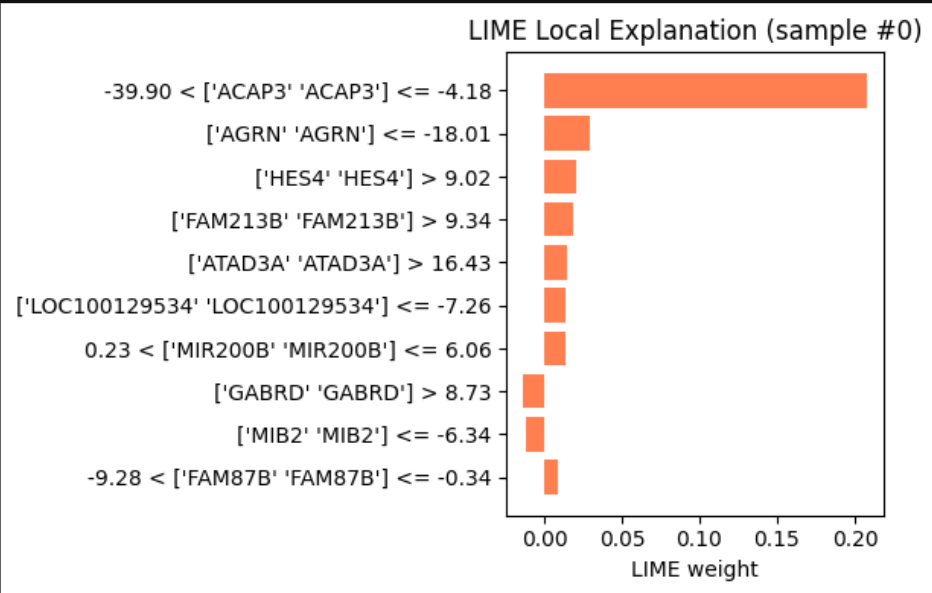 LIME Local Explanation (sample #0)
-39.90 < ['ACAP3' 'ACAP3'] <= -4.18
['AGRN' 'AGRN'] <= -18.01
['HES4' 'HES4'] > 9.02
['FAM213B' 'FAM213B'] > 9.34
['ATAD3A' 'ATAD3A'] > 16.43
['LOC100129534' 'LOC100129534'] <= -7.26
0.23 < ['MIR200B' 'MIR200B'] <= 6.06
['GABRD' 'GABRD'] > 8.73
['MIB2' 'MIB2'] <= -6.34
-9.28 < ['FAM87B' 'FAM87B'] <= -0.34
0.00 0.05 0.10 0.15 0.20
LIME weight